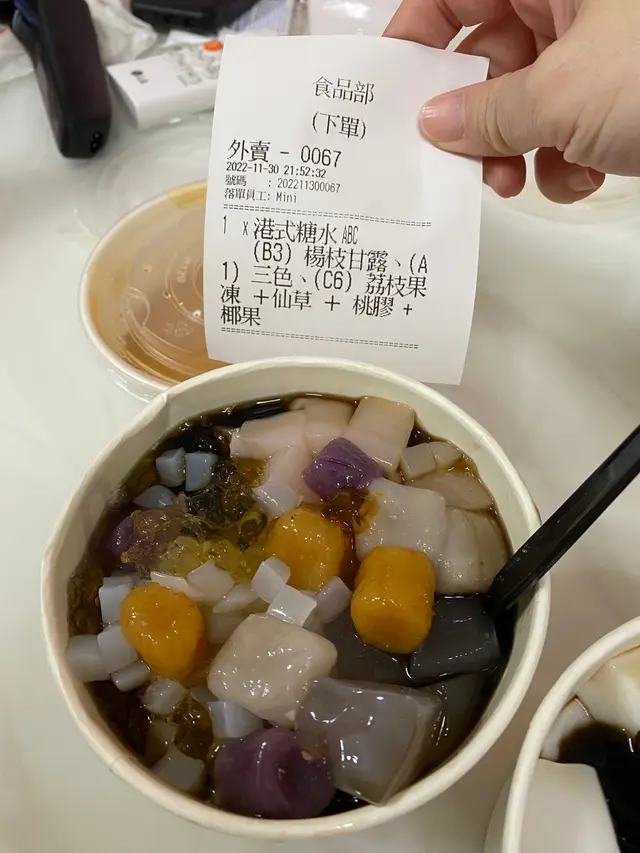 食品部
(下單)
外賣 - 0067
2022-11-30 21:52:32
號碼 : 202211300067
落單員工: Mini
1 x 港式糖水 ABC
(B3) 楊枝甘露、(A
1) 三色、(C6) 荔枝果
凍 +仙草 + 桃膠 +
椰果